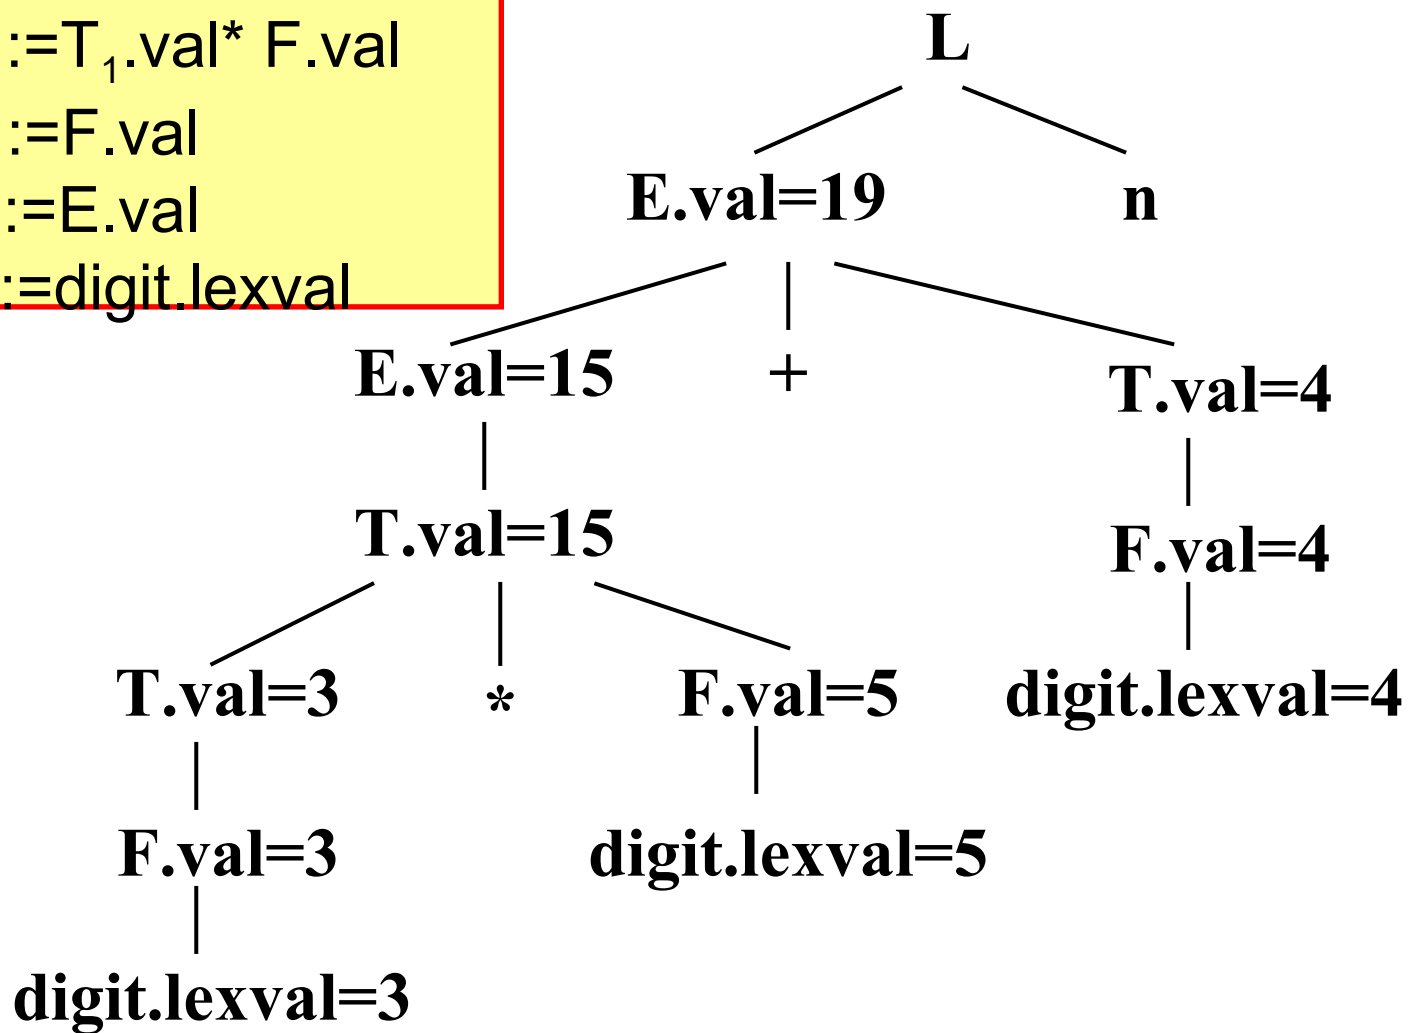 :=T₁.val* F.val
:=F.val
:=E.val
:=digit.lexval
L
E.val=19 n
E.val=15 + T.val=4
T.val=15 F.val=4
T.val=3 * F.val=5 digit.lexval=4
F.val=3 digit.lexval=5
digit.lexval=3